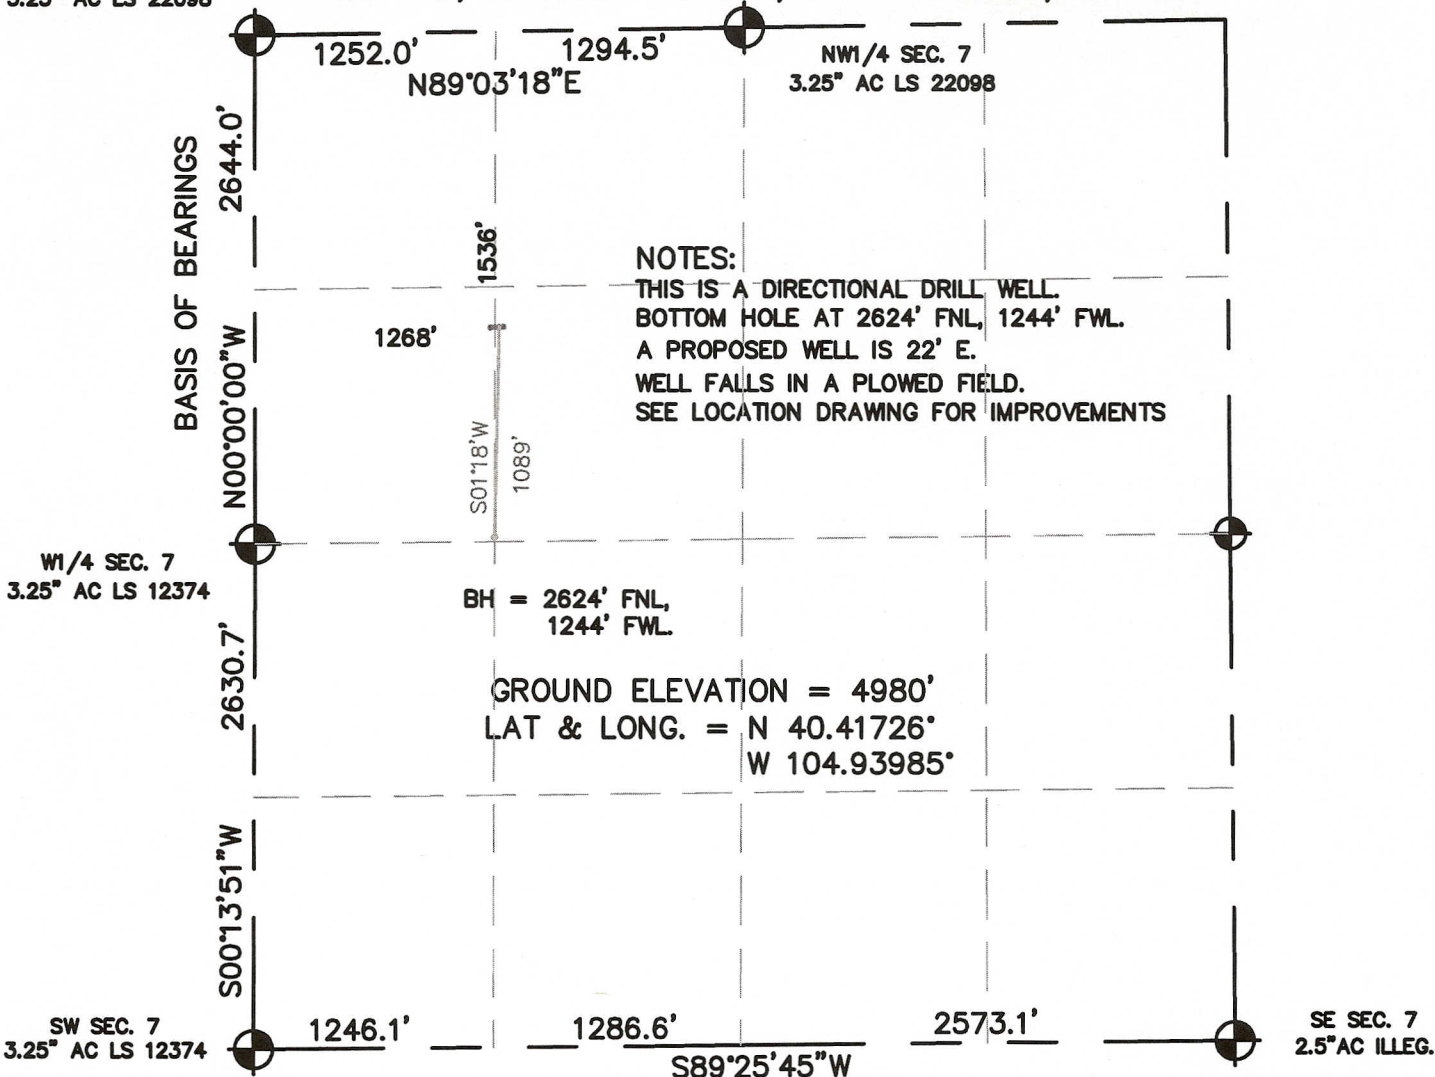 1252.0'
1294.5'
N89°03'18"E
NW1/4 SEC. 7
3.25" AC LS 22098
2644.0'
BASIS OF BEARINGS
N00°00'00"W
1536'
1268'
NOTES:
THIS IS A DIRECTIONAL DRILL WELL.
BOTTOM HOLE AT 2624' FNL, 1244' FWL.
A PROPOSED WELL IS 22' E.
WELL FALLS IN A PLOWED FIELD.
SEE LOCATION DRAWING FOR IMPROVEMENTS
S01°18'W
1089'
W1/4 SEC. 7
3.25" AC LS 12374
BH = 2624' FNL,
1244' FWL.
2630.7'
GROUND ELEVATION = 4980'
LAT & LONG. = N 40.41726°
W 104.93985°
S00°13'51"W
SW SEC. 7
3.25" AC LS 12374
1246.1'
1286.6'
2573.1'
S89°25'45"W
SE SEC. 7
2.5"AC ILLEG.